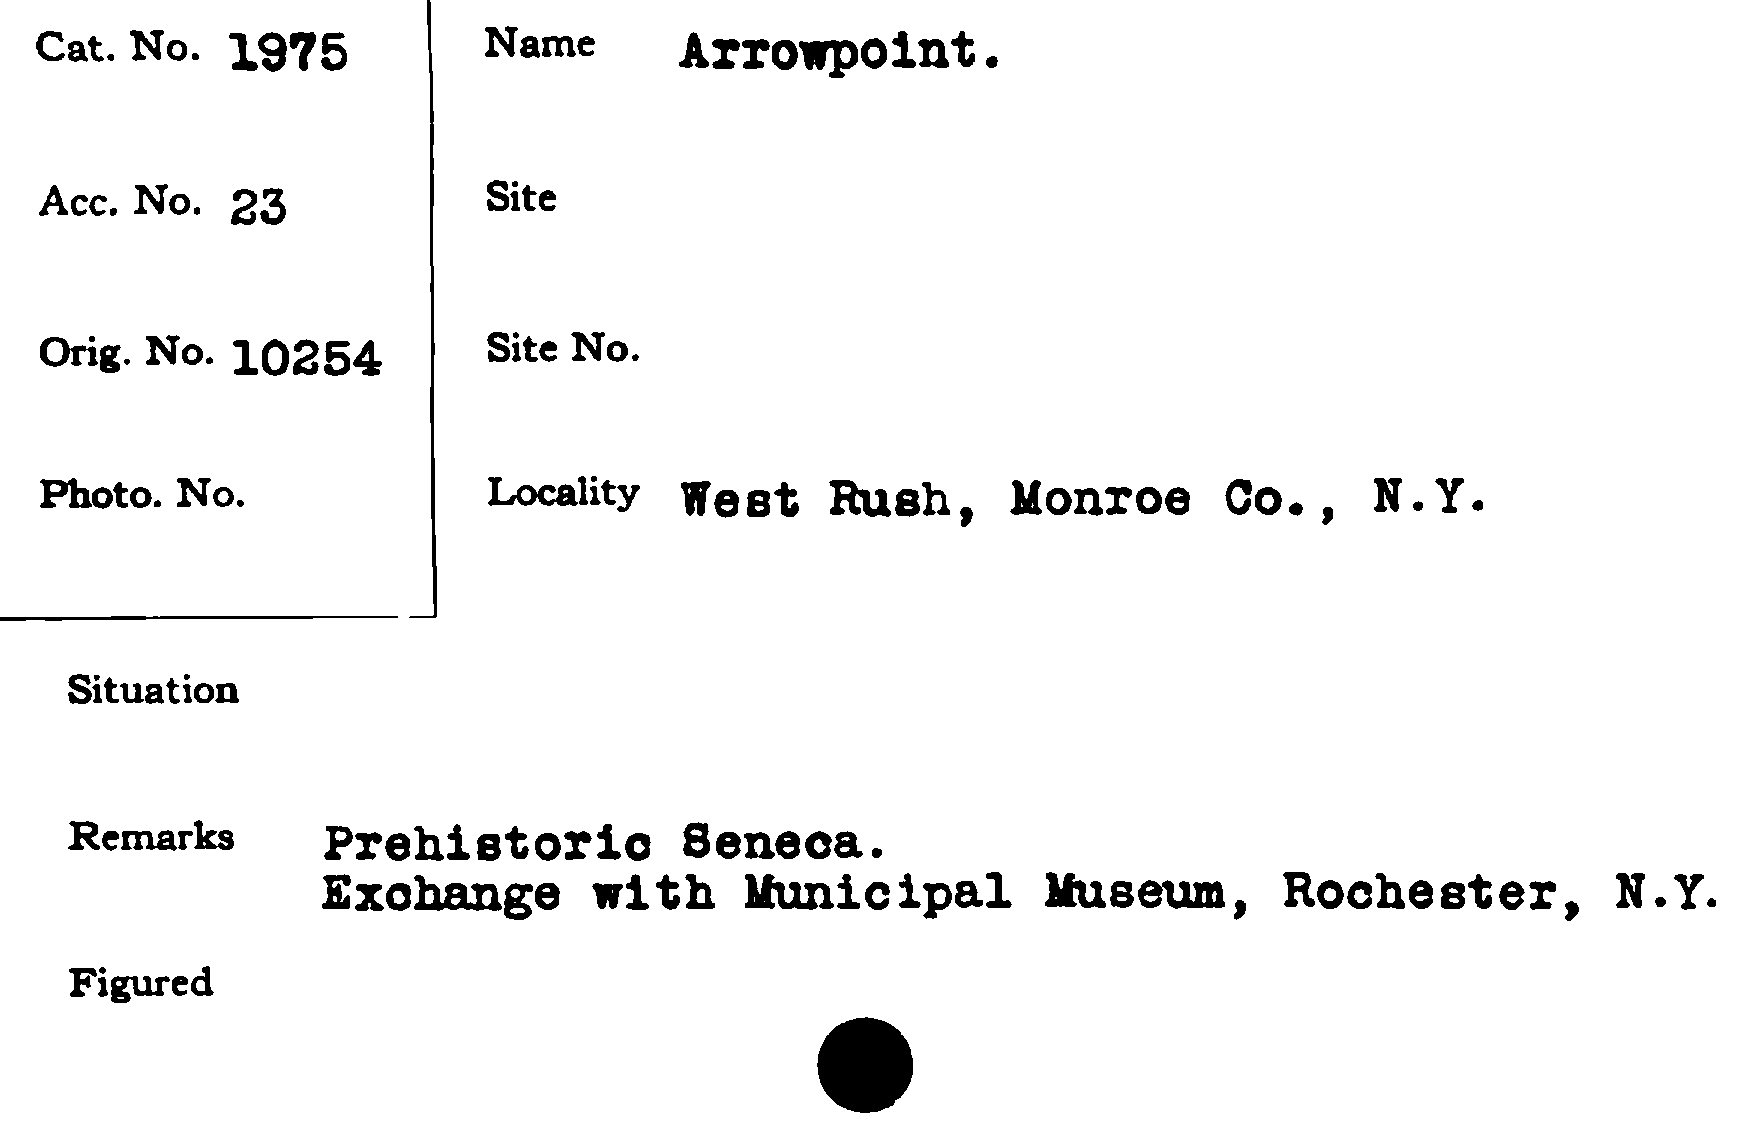 Cat. No. 1975
Name Arrowpoint.
Acc. No. 23
Site
Orig. No. 10254
Site No.
Photo. No.
Locality West Rush, Monroe Co., N.Y.
Situation
Remarks Prehistoric Seneca.
Exchange with Municipal Museum, Rochester, N.Y.
Figured